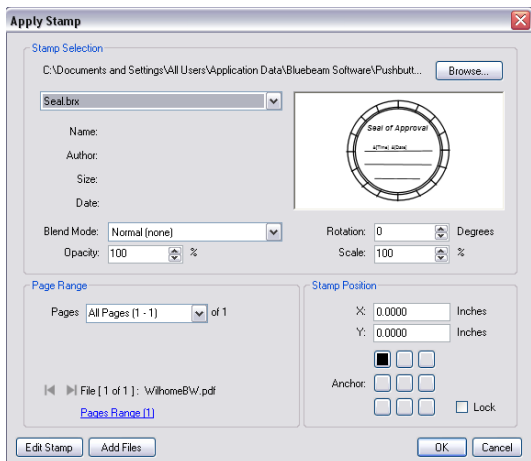 Apply Stamp
Stamp Selection
C:\Documents and Settings\All Users\Application Data\Bluebeam Software\Pushbutt...
Browse...
Seal.brx
Seal of Approval
&[Time] &[Date]
Name:
Author:
Size:
Date:
Blend Mode: Normal (none)
Rotation: 0 Degrees
Opacity: 100 %
Scale: 100 %
Page Range
Stamp Position
Pages All Pages (1 - 1) of 1
X: 0.0000 Inches
Y: 0.0000 Inches
Anchor:
File [ 1 of 1 ] : WilhomeBW.pdf
Pages Range (1)
Lock
Edit Stamp Add Files OK Cancel